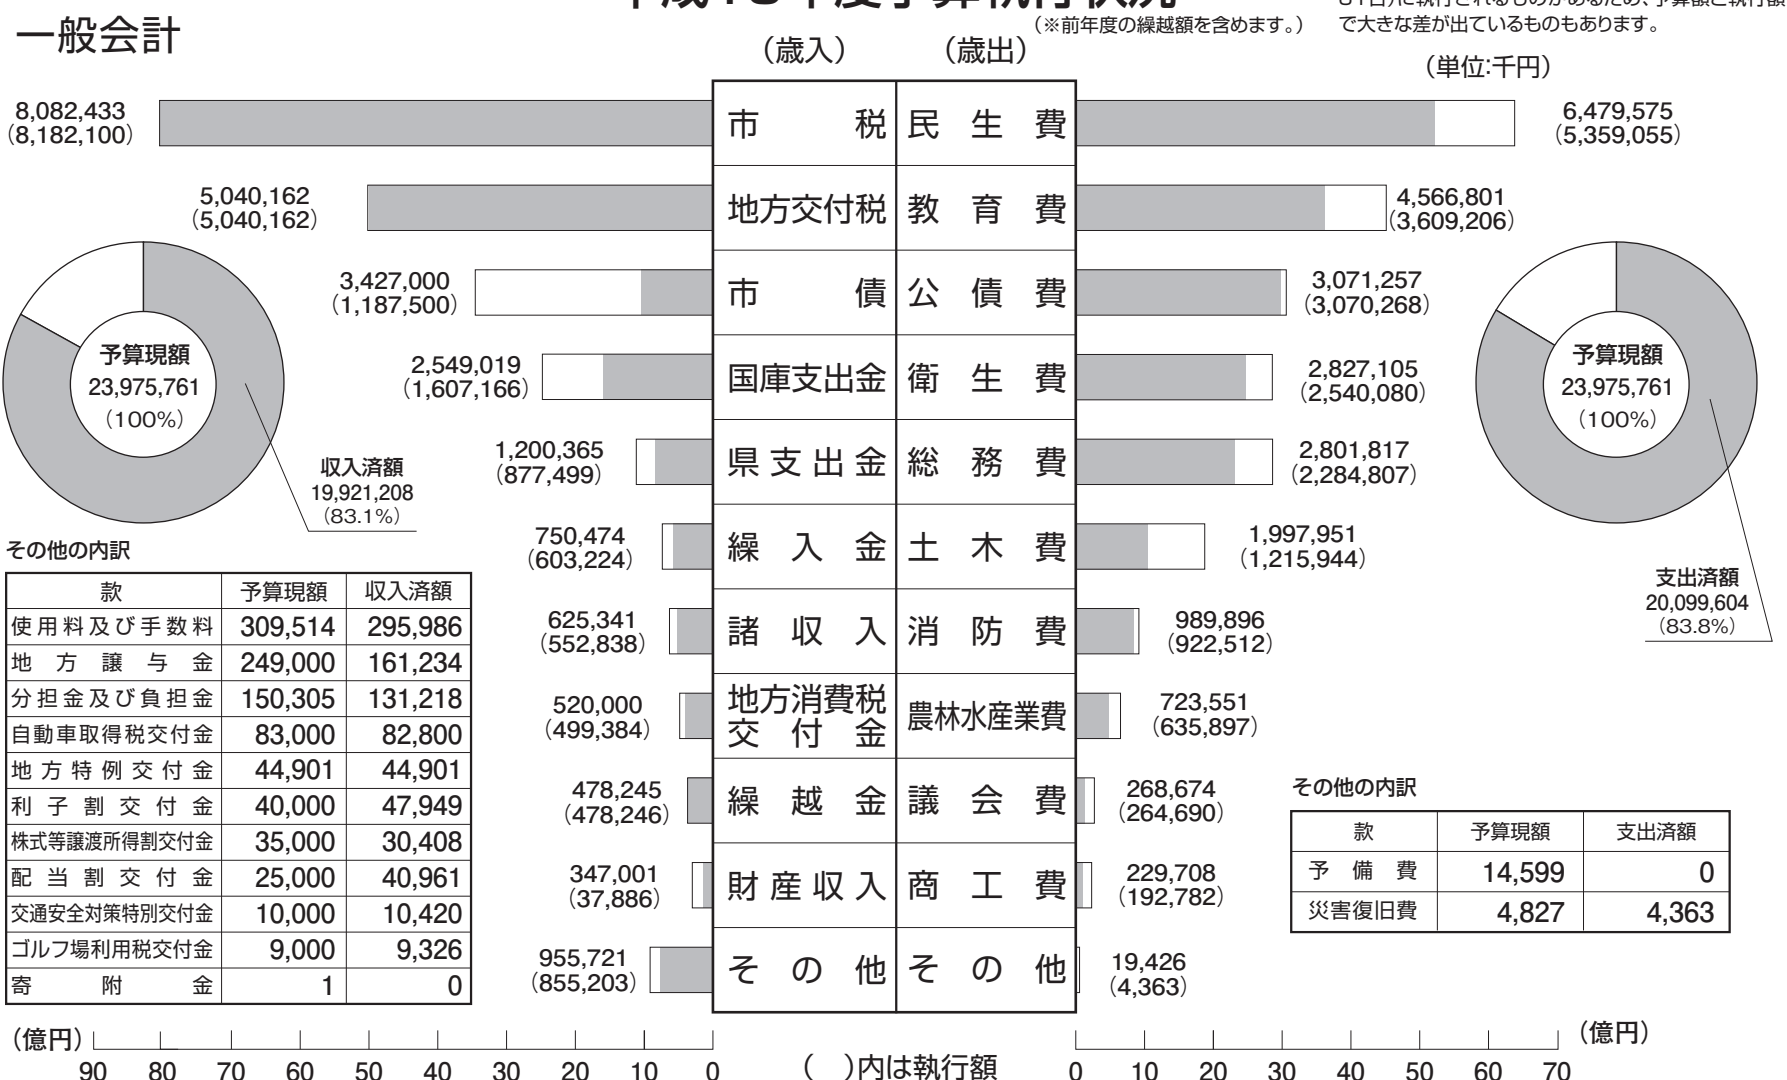 一般会計
(※前年度の繰越額を含めます。)
で大きな差が出ているものもあります。
(歳入) (歳出)
(単位:千円)
8,082,433
(8,182,100)
市税 民生費
6,479,575
(5,359,055)
5,040,162
(5,040,162)
地方交付税 教育費
4,566,801
(3,609,206)
3,427,000
(1,187,500)
市債 公債費
3,071,257
(3,070,268)
2,549,019
(1,607,166)
国庫支出金 衛生費
2,827,105
(2,540,080)
1,200,365
(877,499)
県支出金 総務費
2,801,817
(2,284,807)
750,474
(603,224)
繰入金 土木費
1,997,951
(1,215,944)
625,341
(552,838)
諸収入 消防費
989,896
(922,512)
520,000
(499,384)
地方消費税
交付金
農林水産業費
723,551
(635,897)
478,245
(478,246)
繰越金 議会費
268,674
(264,690)
347,001
(37,886)
財産収入 商工費
229,708
(192,782)
955,721
(855,203)
その他 その他
19,426
(4,363)
予算現額
23,975,761
(100%)
収入済額
19,921,208
(83.1%)
予算現額
23,975,761
(100%)
支出済額
20,099,604
(83.8%)
その他の内訳
款 予算現額 収入済額
使用料及び手数料 309,514 295,986
地方譲与金 249,000 161,234
分担金及び負担金 150,305 131,218
自動車取得税交付金 83,000 82,800
地方特例交付金 44,901 44,901
利子割交付金 40,000 47,949
株式等譲渡所得割交付金 35,000 30,408
配当割交付金 25,000 40,961
交通安全対策特別交付金 10,000 10,420
ゴルフ場利用税交付金 9,000 9,326
寄附金 1 0
その他の内訳
款 予算現額 支出済額
予備費 14,599 0
災害復旧費 4,827 4,363
(億円) 90 80 70 60 50 40 30 20 10 0
( )内は執行額
0 10 20 30 40 50 60 70 (億円)